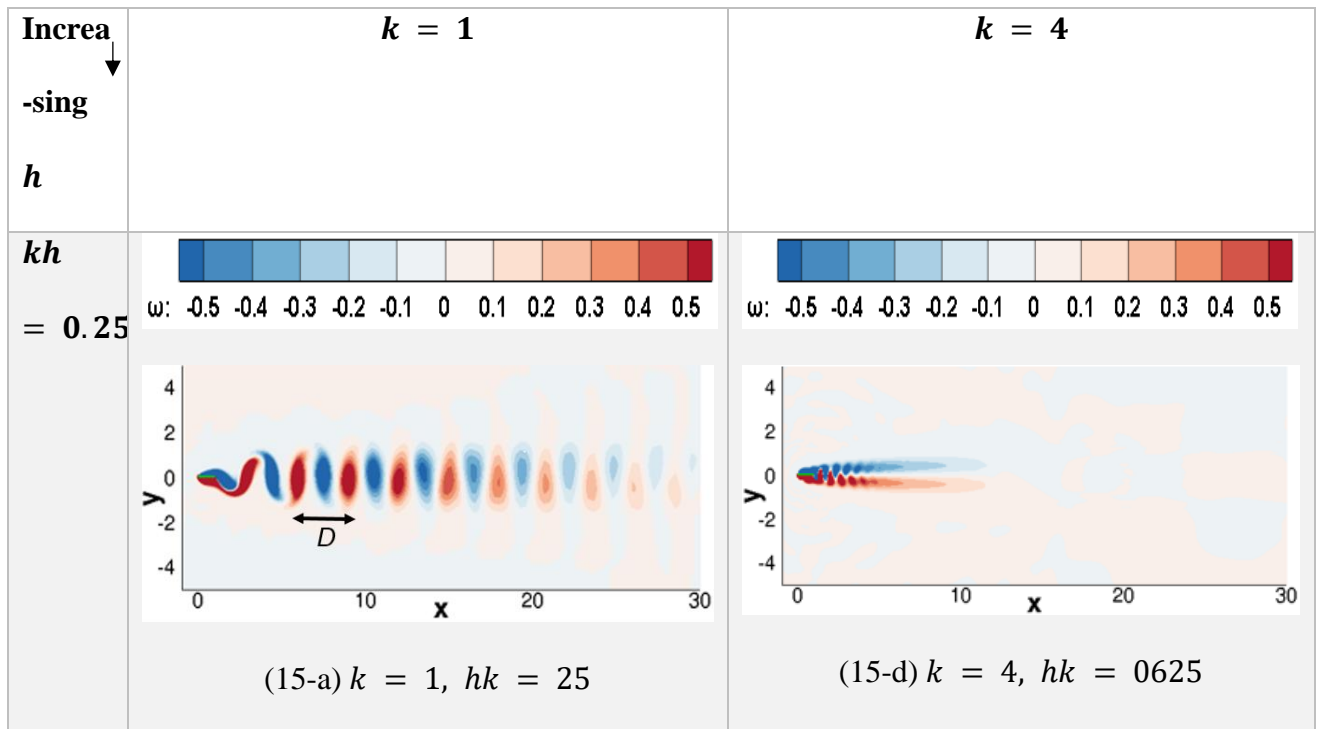 Increa
-sing
h
k = 1
k = 4
kh
= 0.25
ω: -0.5 -0.4 -0.3 -0.2 -0.1 0 0.1 0.2 0.3 0.4 0.5
4
2
0
-2
-4
y
D
0 10 20 30
x
(15-a) k = 1, hk = 25
ω: -0.5 -0.4 -0.3 -0.2 -0.1 0 0.1 0.2 0.3 0.4 0.5
4
2
0
-2
-4
y
0 10 20 30
x
(15-d) k = 4, hk = 0625